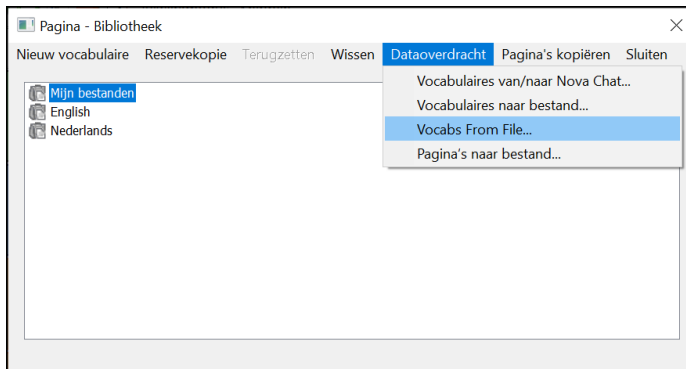 Pagina - Bibliotheek
Nieuw vocabulaire Reservekopie Terugzetten Wissen Dataoverdracht Pagina's kopiëren Sluiten
Vocabulaires van/naar Nova Chat...
Vocabulaires naar bestand...
Vocabs From File...
Pagina's naar bestand...
Mijn bestanden
English
Nederlands